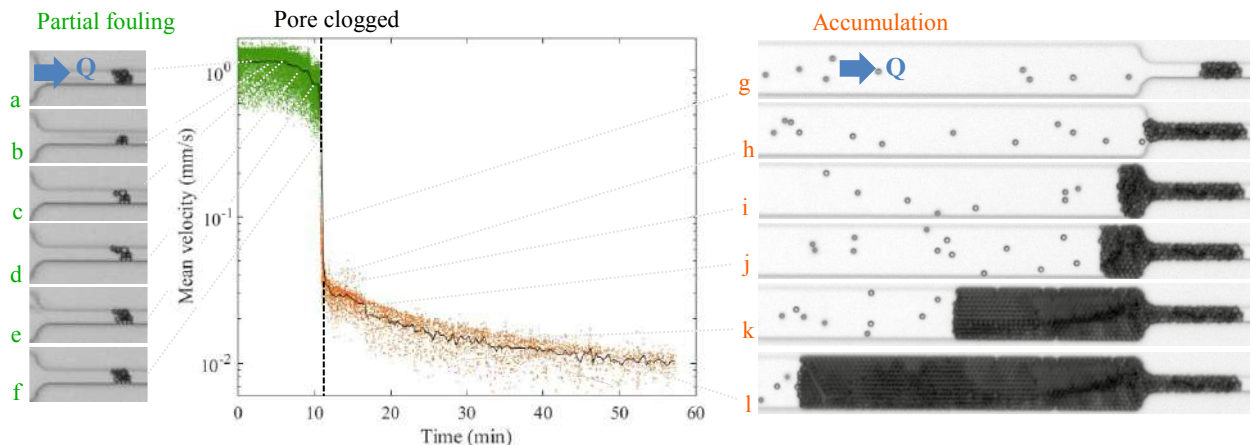 Partial fouling
Pore clogged
Accumulation
Q
a
b
c
d
e
f
10⁰
10⁻¹
10⁻²
Mean velocity (mm/s)
0
10
20
30
40
50
60
Time (min)
g
h
i
j
k
l
Q